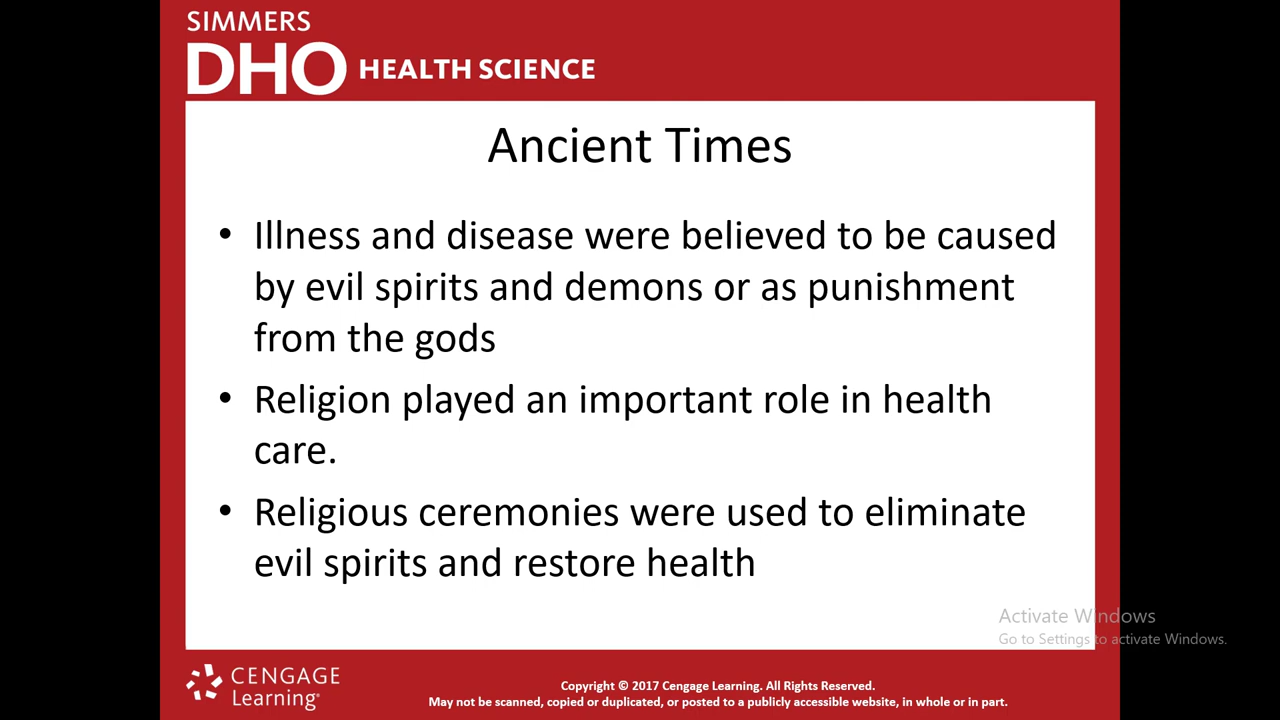 SIMMERS
DHO HEALTH SCIENCE
Ancient Times
• Illness and disease were believed to be caused
by evil spirits and demons or as punishment
from the gods
• Religion played an important role in health
care.
• Religious ceremonies were used to eliminate
evil spirits and restore health
Activate Windows
Go to Settings to activate Windows.
CENGAGE
Learning®
Copyright © 2017 Cengage Learning. All Rights Reserved.
May not be scanned, copied or duplicated, or posted to a publicly accessible website, in whole or in part.